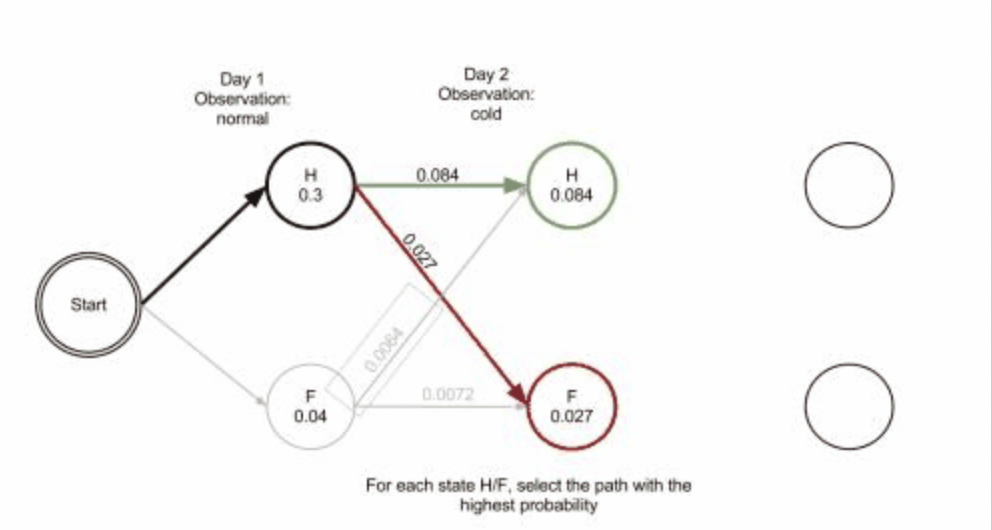 Day 1
Observation:
normal
Day 2
Observation:
cold
H
0.3
0.084
H
0.084
0.027
Start
0.0064
F
0.04
0.0072
F
0.027
For each state H/F, select the path with the
highest probability